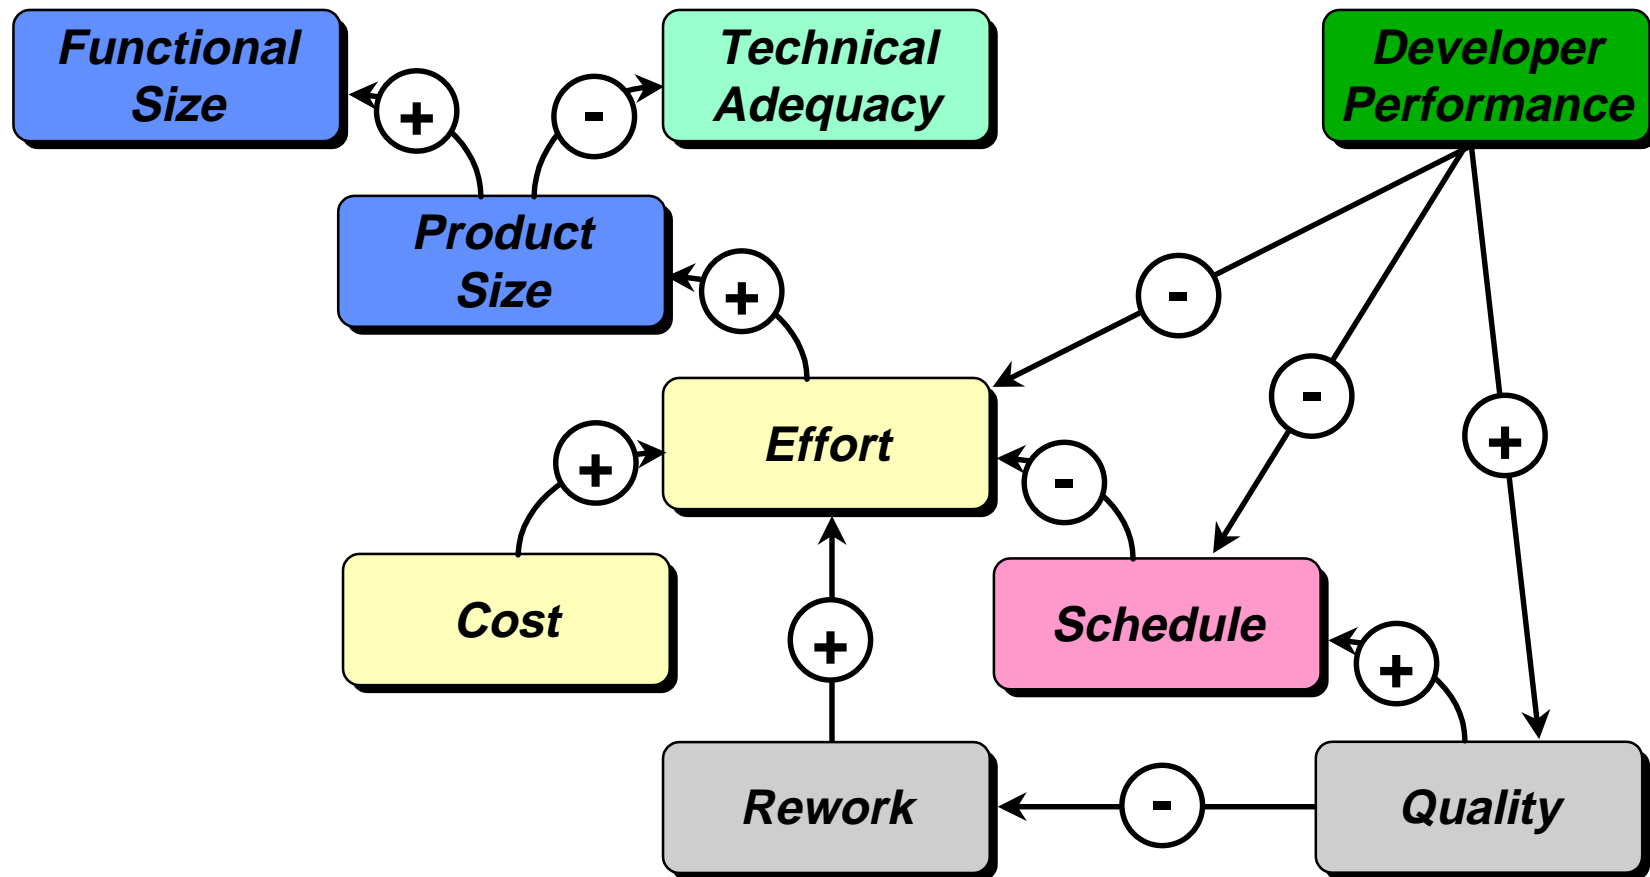 Functional
Size
+
-
Technical
Adequacy
Developer
Performance
Product
Size
+
-
-
+
Effort
+
-
Cost
+
Schedule
+
Rework
-
Quality